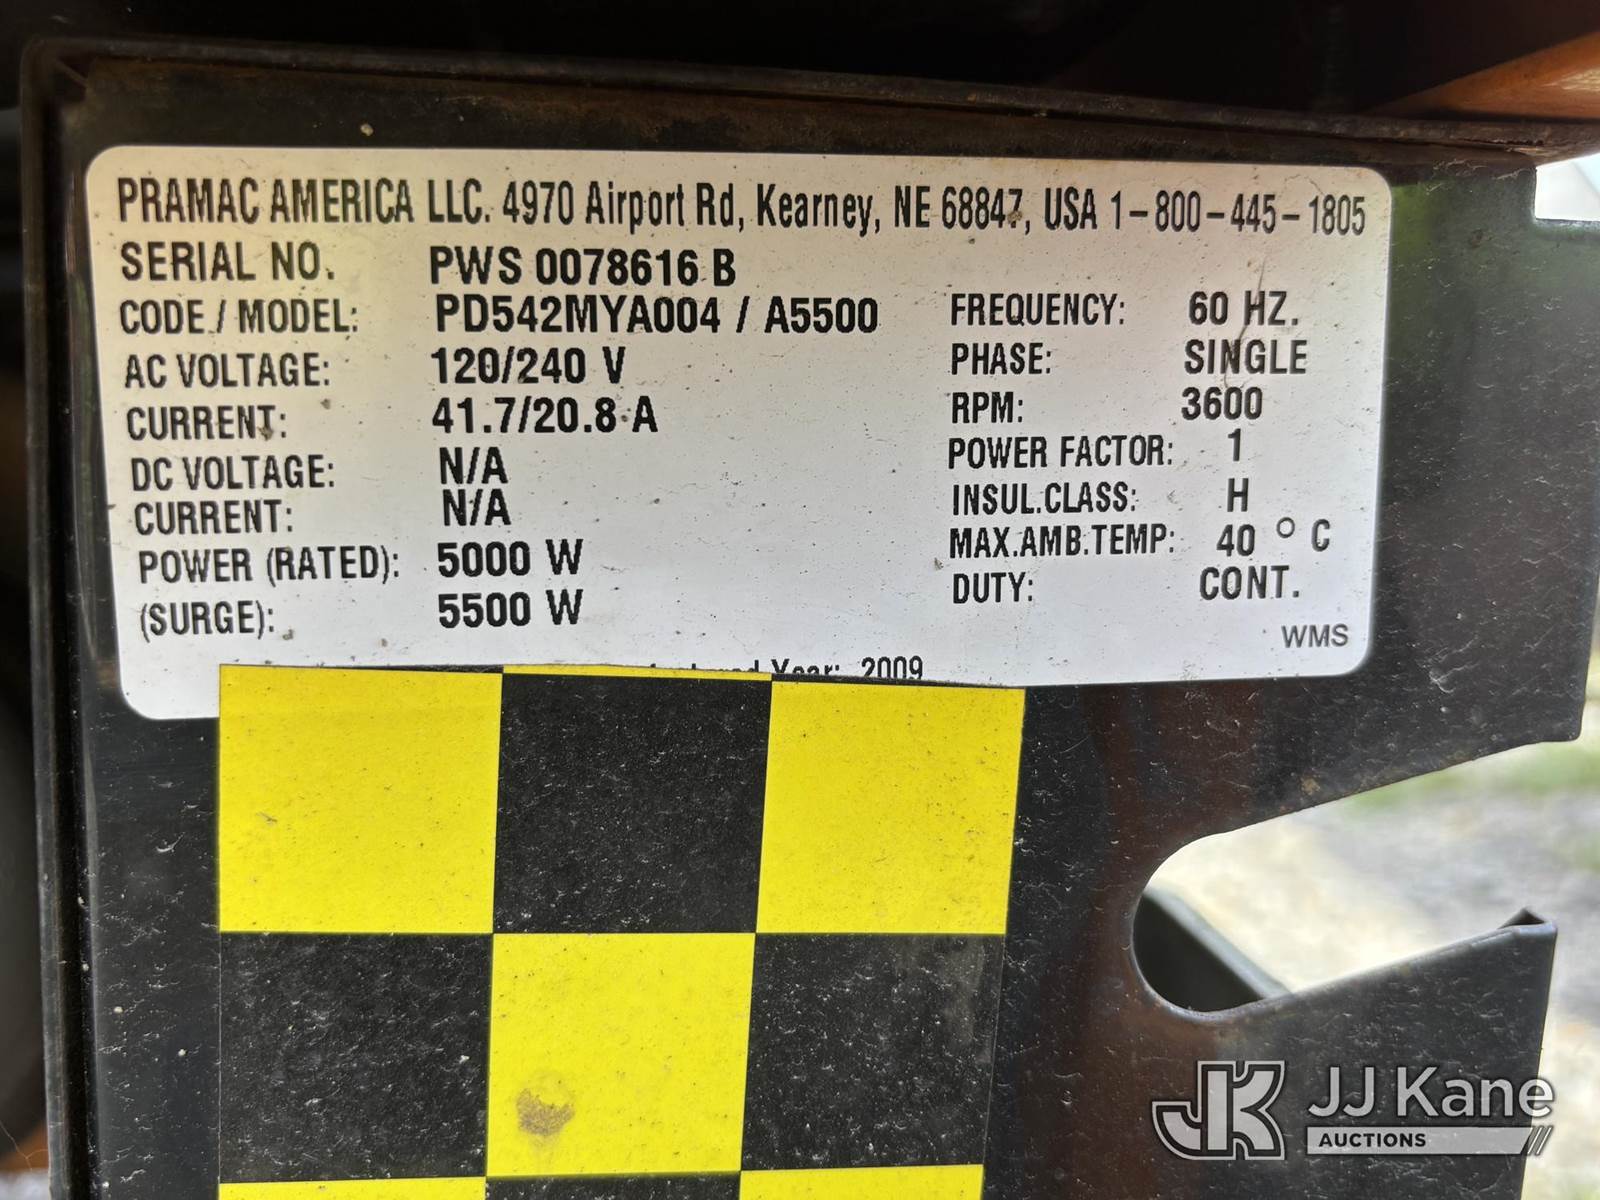 PRAMAC AMERICA LLC. 4970 Airport Rd, Kearney, NE 68847, USA 1-800-445-1805
SERIAL NO. PWS 0078616 B
CODE / MODEL: PD542MYA004 / A5500 FREQUENCY: 60 HZ.
AC VOLTAGE: 120/240 V PHASE: SINGLE
CURRENT: 41.7/20.8 A RPM: 3600
DC VOLTAGE: N/A POWER FACTOR: 1
CURRENT: N/A INSUL.CLASS: H
POWER (RATED): 5000 W MAX.AMB.TEMP: 40 °C
(SURGE): 5500 W DUTY: CONT.
WMS
Year: 2009
JK JJ Kane
AUCTIONS